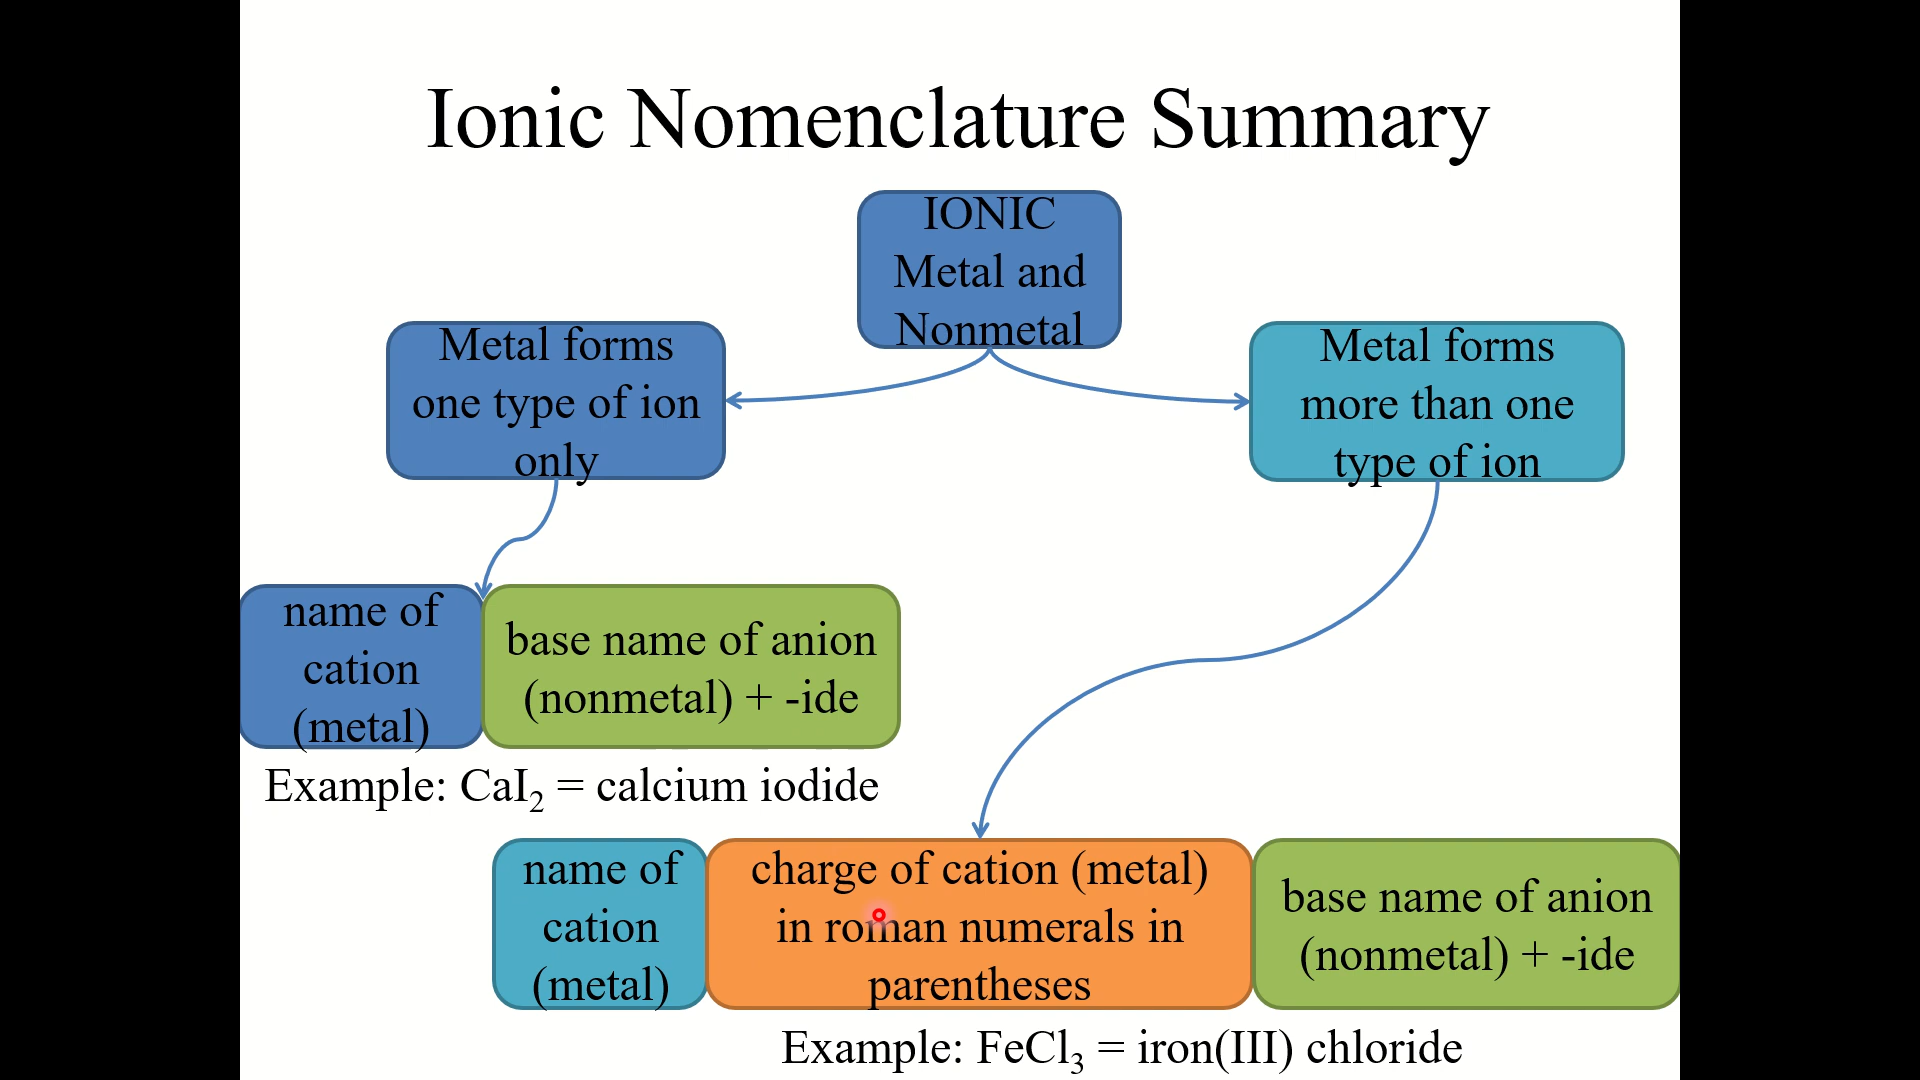 Ionic Nomenclature Summary
IONIC
Metal and
Nonmetal
Metal forms
one type of ion
only
Metal forms
more than one
type of ion
name of
cation
(metal)
base name of anion
(nonmetal) + -ide
Example: CaI₂ = calcium iodide
name of
cation
(metal)
charge of cation (metal)
in roman numerals in
parentheses
base name of anion
(nonmetal) + -ide
Example: FeCl₃ = iron(III) chloride